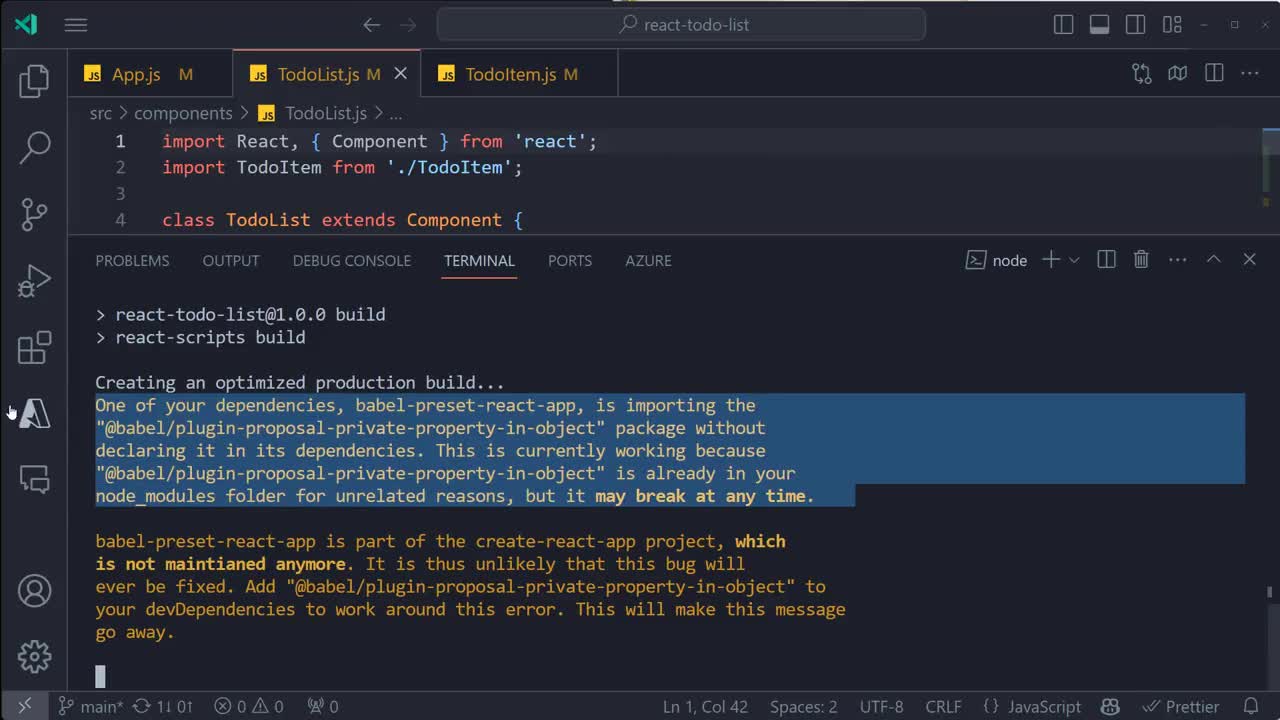 react-todo-list
JS App.js M
JS TodoList.js M
JS TodoItem.js M
src > components > JS TodoList.js > ...
1 import React, { Component } from 'react';
2 import TodoItem from './TodoItem';
3
4 class TodoList extends Component {
PROBLEMS OUTPUT DEBUG CONSOLE TERMINAL PORTS AZURE
node
> react-todo-list@1.0.0 build
> react-scripts build
Creating an optimized production build...
One of your dependencies, babel-preset-react-app, is importing the
"@babel/plugin-proposal-private-property-in-object" package without
declaring it in its dependencies. This is currently working because
"@babel/plugin-proposal-private-property-in-object" is already in your
node_modules folder for unrelated reasons, but it may break at any time.
babel-preset-react-app is part of the create-react-app project, which
is not maintianed anymore. It is thus unlikely that this bug will
ever be fixed. Add "@babel/plugin-proposal-private-property-in-object" to
your devDependencies to work around this error. This will make this message
go away.
main* 1↓ 0↑ 0 0 0 Ln 1, Col 42 Spaces: 2 UTF-8 CRLF {} JavaScript Prettier